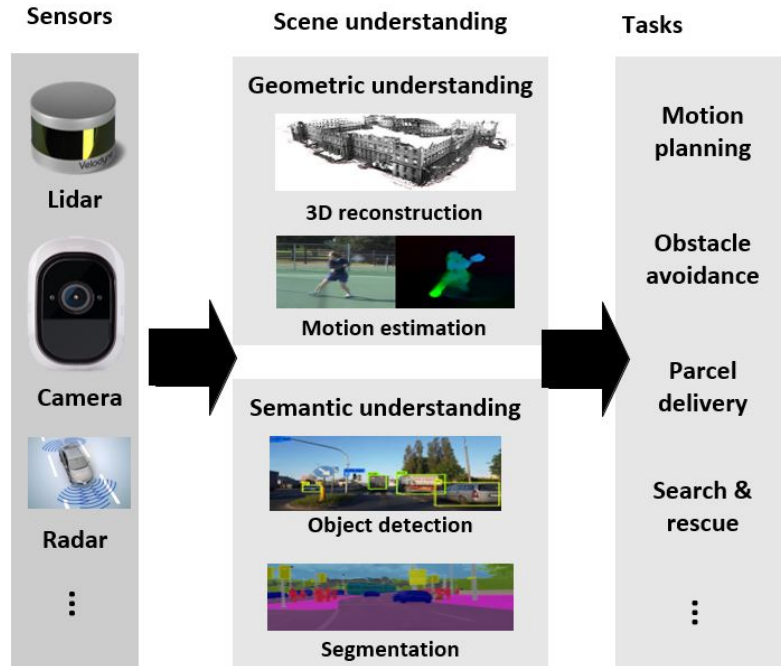 Sensors
Scene understanding
Tasks
Velodyne
Lidar
Camera
Radar
Geometric understanding
3D reconstruction
Motion estimation
Semantic understanding
Object detection
Segmentation
Motion
planning
Obstacle
avoidance
Parcel
delivery
Search &
rescue